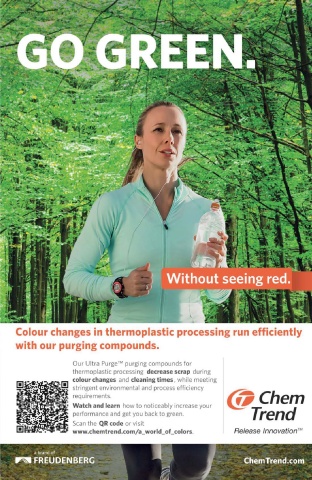 GO GREEN.
Without seeing red.
Colour changes in thermoplastic processing run efficiently
with our purging compounds.
Our Ultra Purge™ purging compounds for
thermoplastic processing decrease scrap during
colour changes and cleaning times, while meeting
stringent environmental and process efficiency
requirements.
Watch and learn how to noticeably increase your
performance and get you back to green.
Scan the QR code or visit
www.chemtrend.com/a_world_of_colors.
Chem
Trend
Release Innovation™
a brand of
FREUDENBERG
ChemTrend.com